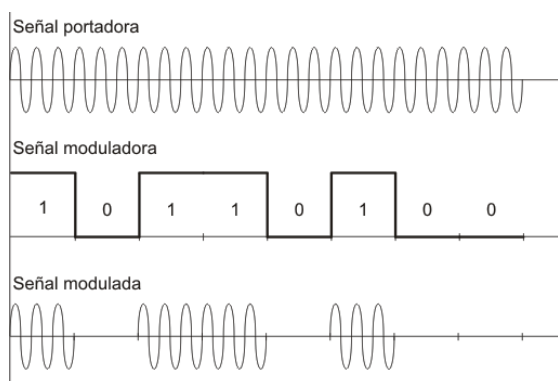 Señal portadora
Señal moduladora
1 0 1 1 0 1 0 0
Señal modulada